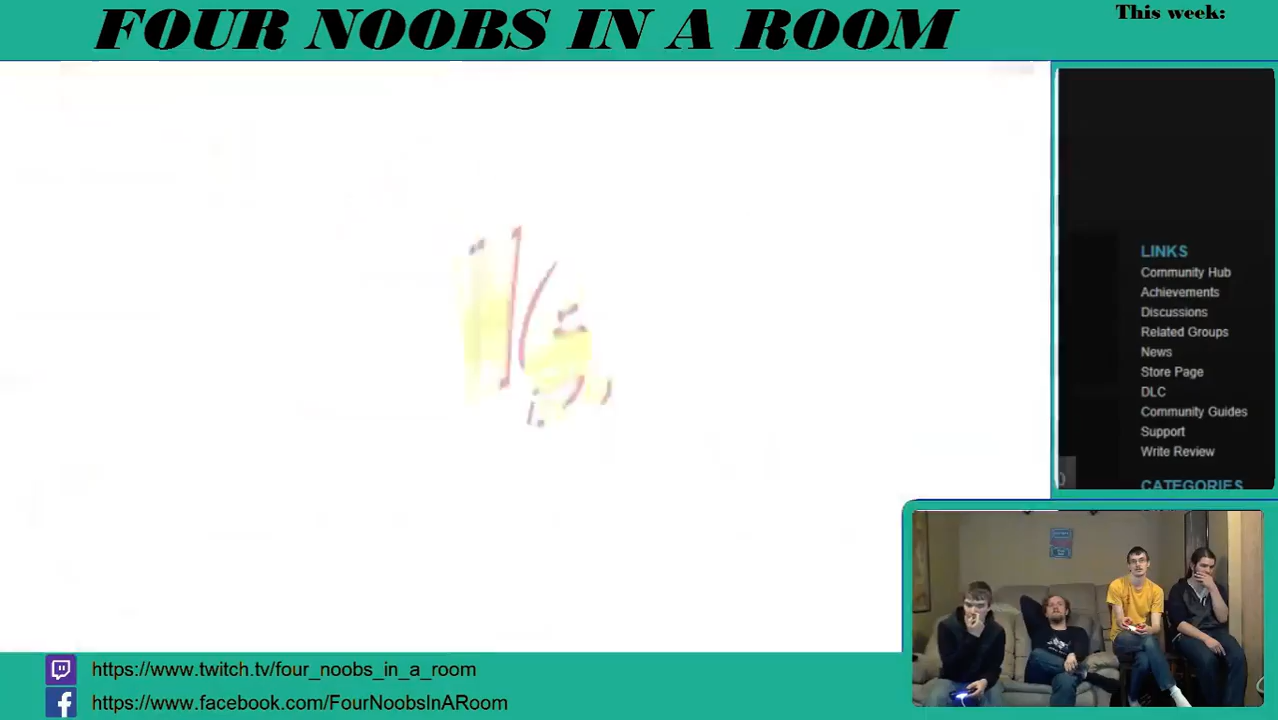 FOUR NOOBS IN A ROOM
This week:
LINKS
Community Hub
Achievements
Discussions
Related Groups
News
Store Page
DLC
Community Guides
Support
Write Review
CATEGORIES
https://www.twitch.tv/four_noobs_in_a_room
https://www.facebook.com/FourNoobsInARoom